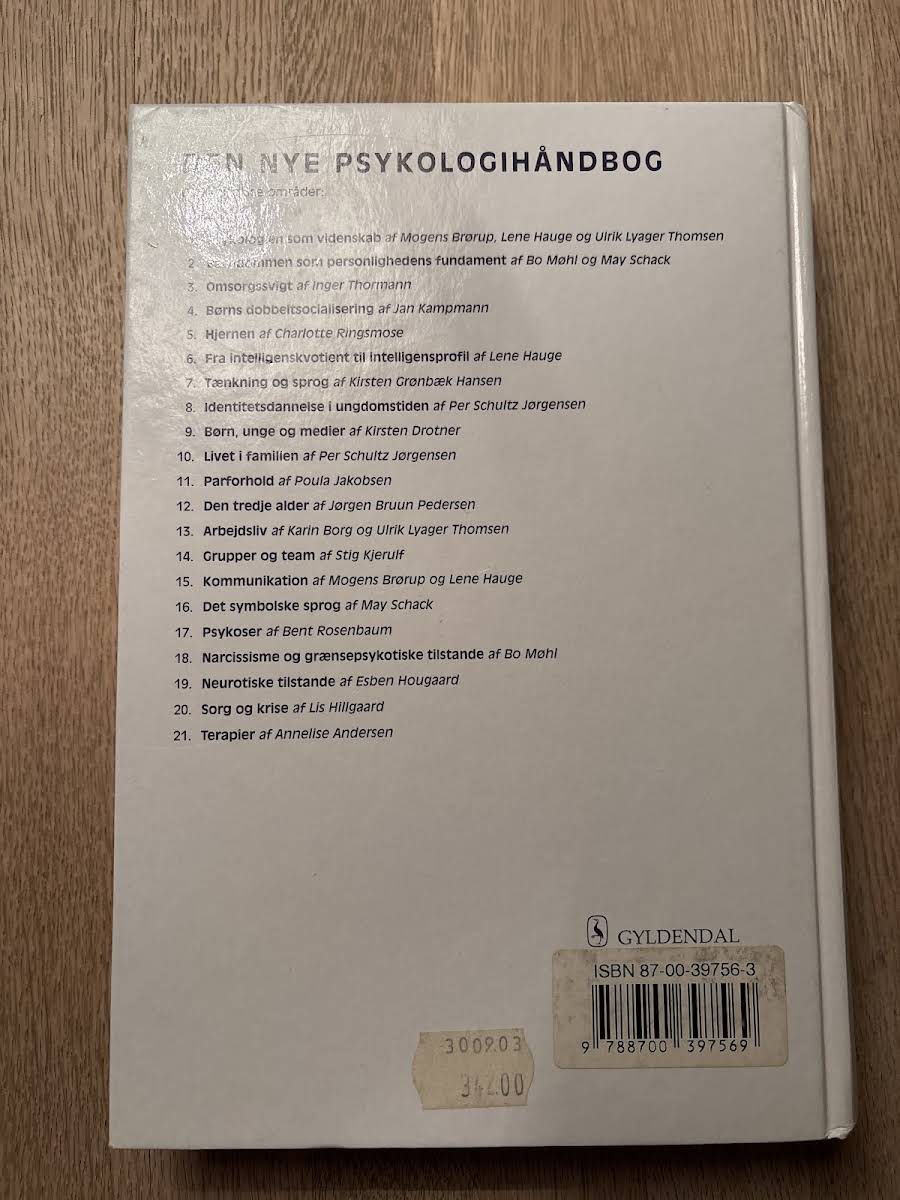 DEN NYE PSYKOLOGIHÅNDBOG
områder:
som videnskab af Mogens Brørup, Lene Hauge og Ulrik Lyager Thomsen
2. som personlighedens fundament af Bo Møhl og May Schack
3. Omsorgssvigt af Inger Thormann
4. Børns dobbeltsocialisering af Jan Kampmann
5. Hjernen af Charlotte Ringsmose
6. Fra intelligenskvotient til intelligensprofil af Lene Hauge
7. Tænkning og sprog af Kirsten Grønbæk Hansen
8. Identitetsdannelse i ungdomstiden af Per Schultz Jørgensen
9. Børn, unge og medier af Kirsten Drotner
10. Livet i familien af Per Schultz Jørgensen
11. Parforhold af Poula Jakobsen
12. Den tredje alder af Jørgen Bruun Pedersen
13. Arbejdsliv af Karin Borg og Ulrik Lyager Thomsen
14. Grupper og team af Stig Kjerulf
15. Kommunikation af Mogens Brørup og Lene Hauge
16. Det symbolske sprog af May Schack
17. Psykoser af Bent Rosenbaum
18. Narcissisme og grænsepsykotiske tilstande af Bo Møhl
19. Neurotiske tilstande af Esben Hougaard
20. Sorg og krise af Lis Hillgaard
21. Terapier af Annelise Andersen
GYLDENDAL
ISBN 87-00-39756-3
9 788700 397569
300903